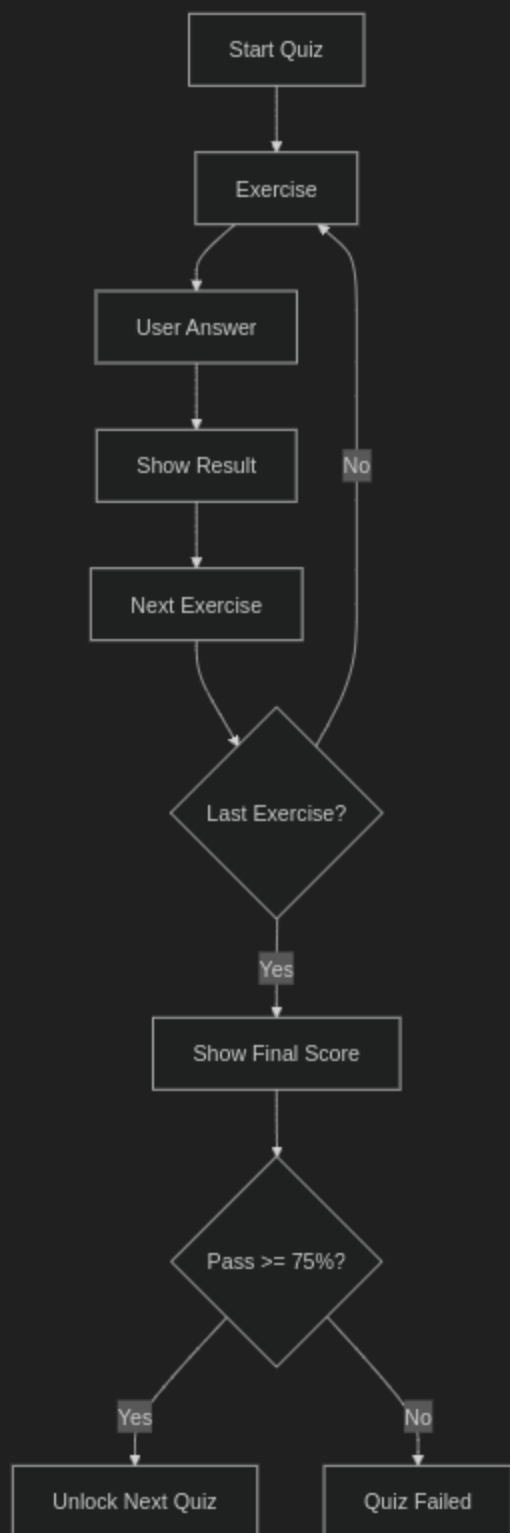 Start Quiz
Exercise
User Answer
Show Result
No
Next Exercise
Last Exercise?
Yes
Show Final Score
Pass >= 75%?
Yes
No
Unlock Next Quiz
Quiz Failed